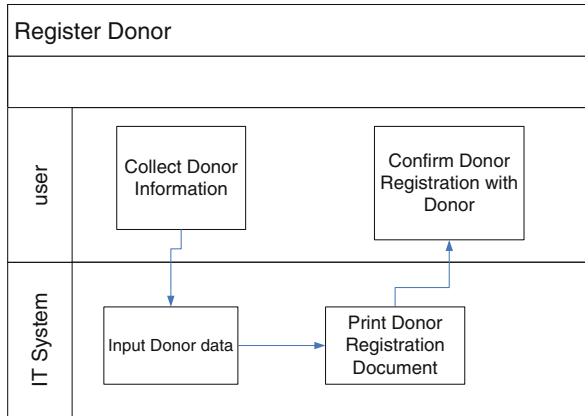 Register Donor
user
Collect Donor
Information
Confirm Donor
Registration with
Donor
IT System
Input Donor data
Print Donor
Registration
Document